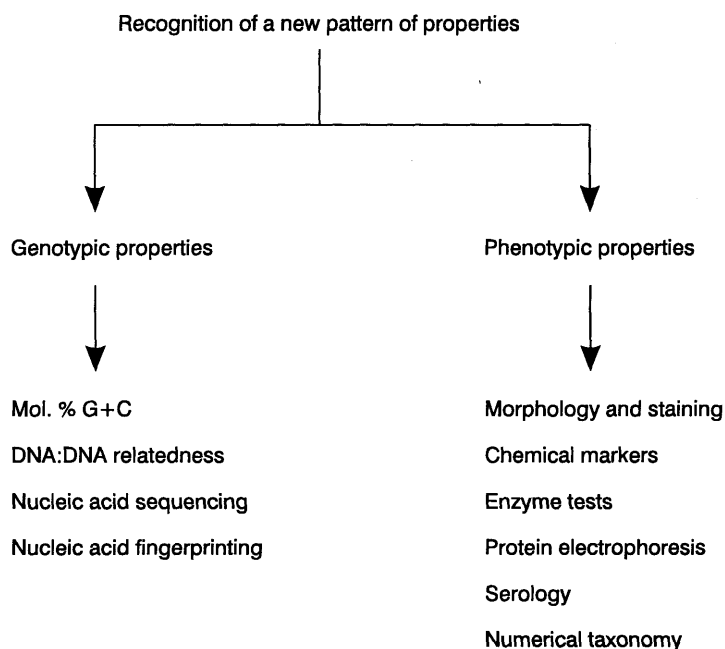 Recognition of a new pattern of properties
Genotypic properties
Phenotypic properties
Mol. % G+C
DNA:DNA relatedness
Nucleic acid sequencing
Nucleic acid fingerprinting
Morphology and staining
Chemical markers
Enzyme tests
Protein electrophoresis
Serology
Numerical taxonomy